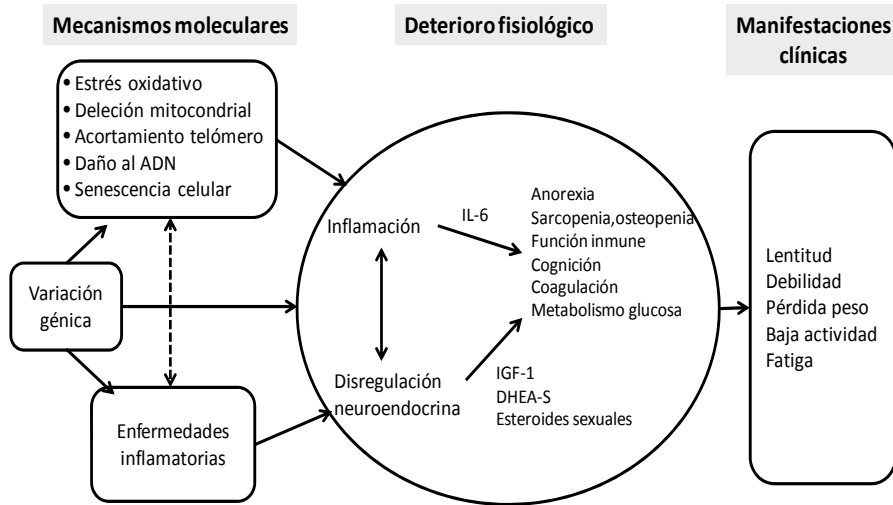 Mecanismos moleculares
Deterioro fisiológico
Manifestaciones
clínicas
• Estrés oxidativo
• Deleción mitocondrial
• Acortamiento telómero
• Daño al ADN
• Senescencia celular
Variación
génica
Enfermedades
inflamatorias
Inflamación
IL-6
Anorexia
Sarcopenia,osteopenia
Función inmune
Cognición
Coagulación
Metabolismo glucosa
Disregulación
neuroendocrina
IGF-1
DHEA-S
Esteroides sexuales
Lentitud
Debilidad
Pérdida peso
Baja actividad
Fatiga